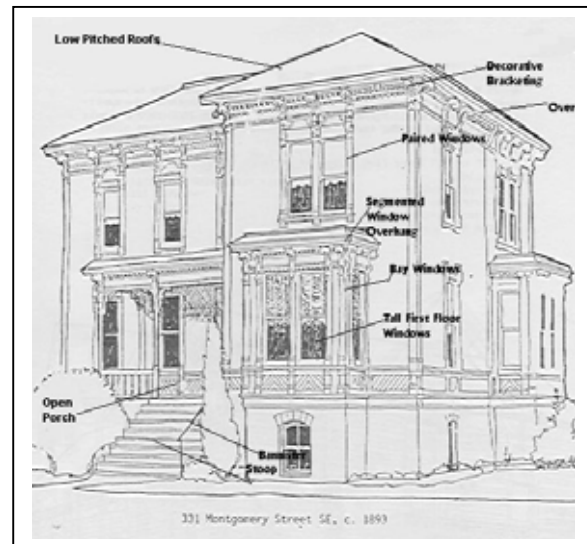 Low Pitched Roofs
Decorative
Bracketing
Over
Paired Windows
Segmented
Window
Overhang
Bay Windows
Tall First Floor
Windows
Open
Porch
Bannister
Stoop
331 Montgomery Street SE, c. 1893